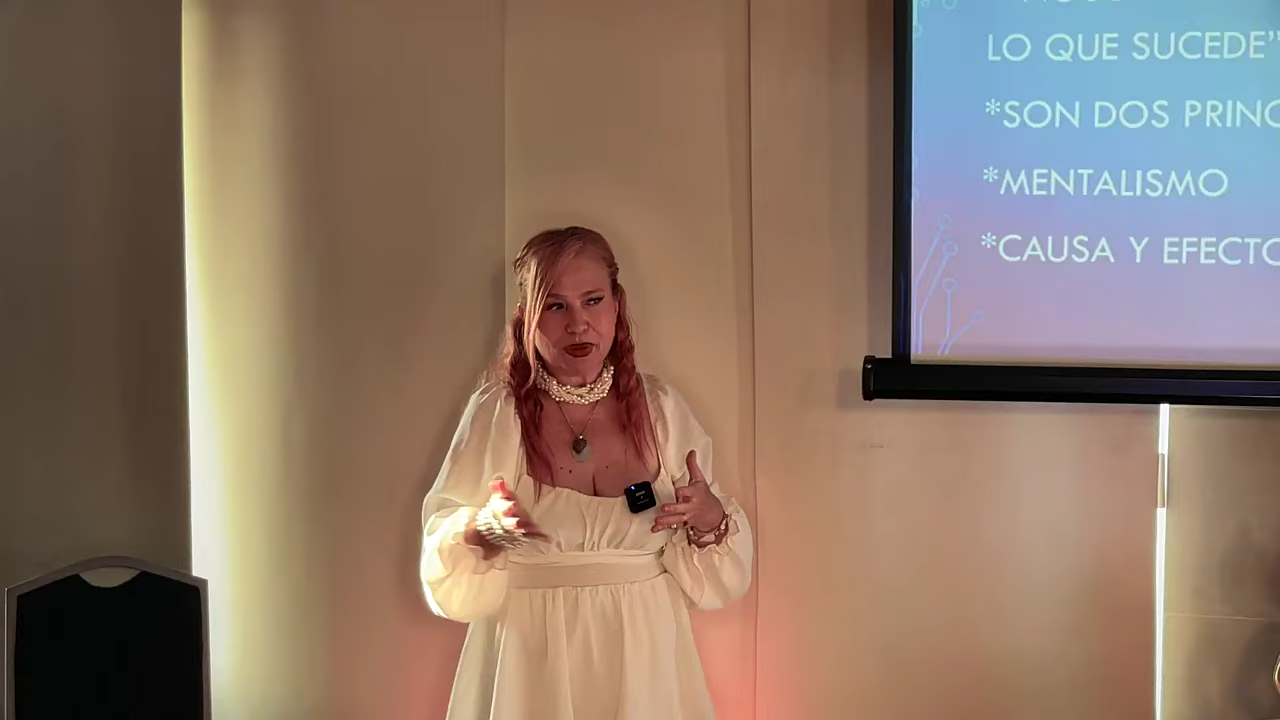 LO QUE SUCEDE”
*SON DOS PRINC
*MENTALISMO
*CAUSA Y EFECTO